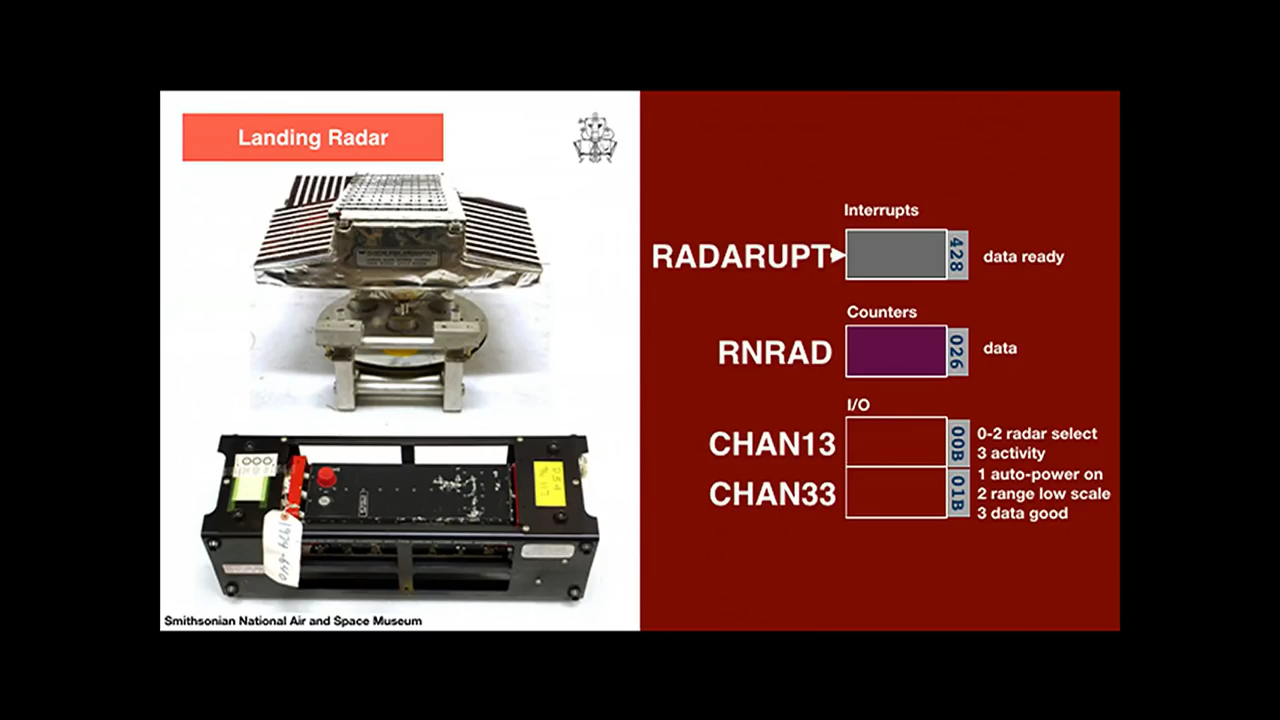 Landing Radar
1974-640
Smithsonian National Air and Space Museum
Interrupts
RADARUPT
428
data ready
Counters
RNRAD
026
data
I/O
CHAN13
00B
0-2 radar select
3 activity
CHAN33
01B
1 auto-power on
2 range low scale
3 data good